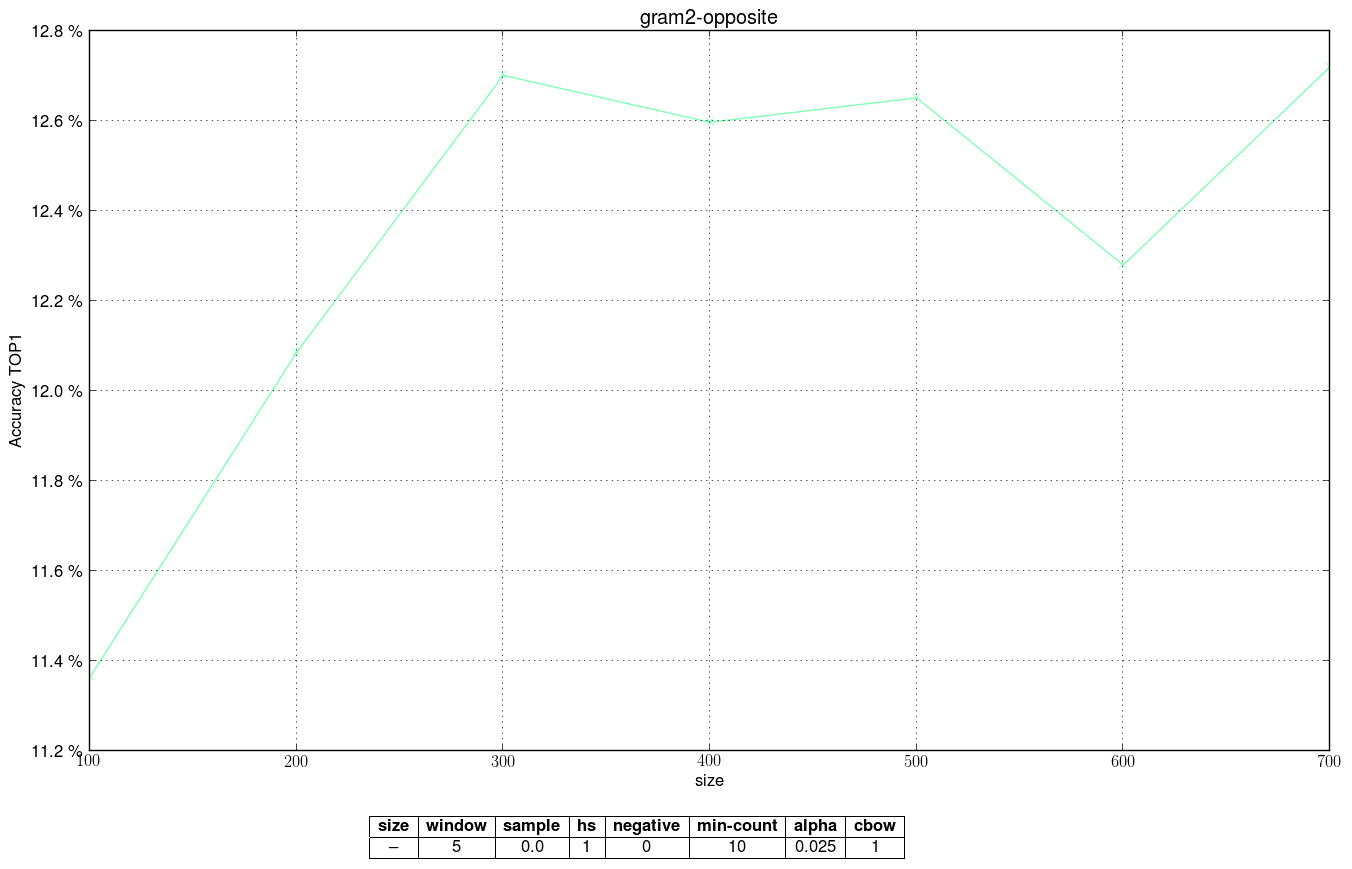 gram2-opposite
12.8 %
12.6 %
12.4 %
12.2 %
12.0 %
11.8 %
11.6 %
11.4 %
11.2 %
Accuracy TOP1
100 200 300 400 500 600 700
size
size window sample hs negative min-count alpha cbow
– 5 0.0 1 0 10 0.025 1